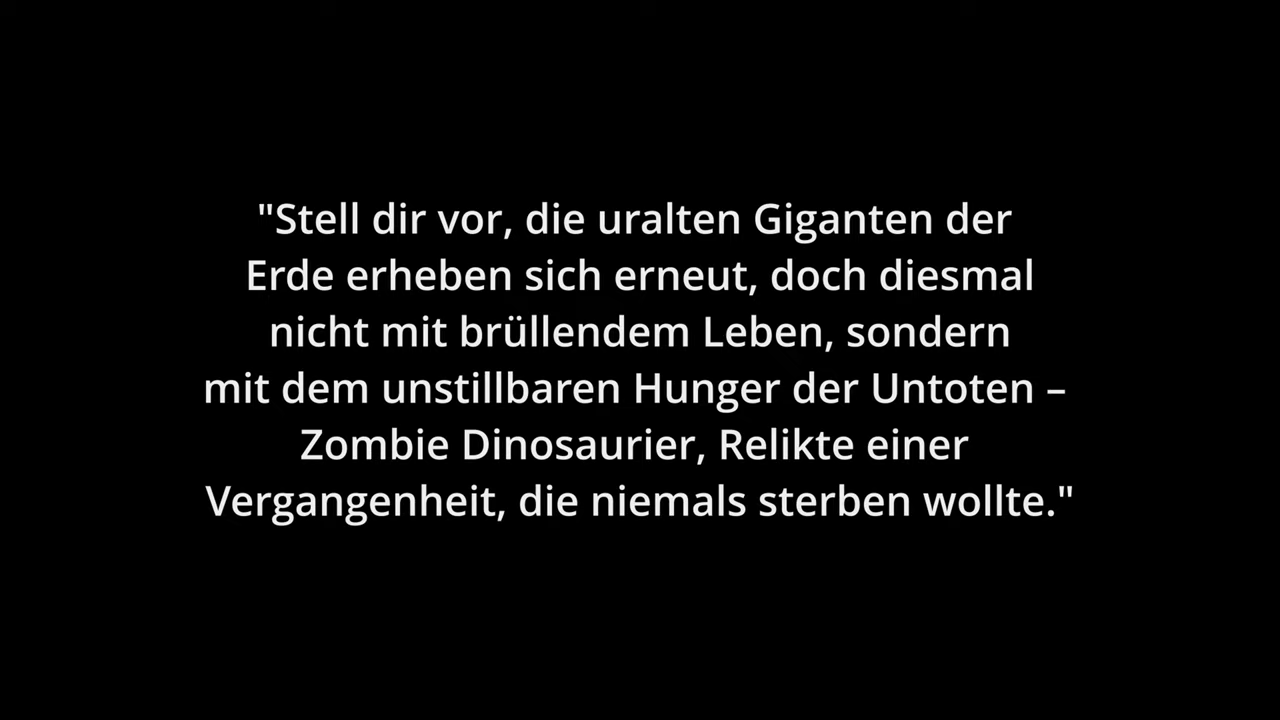 "Stell dir vor, die uralten Giganten der
Erde erheben sich erneut, doch diesmal
nicht mit brüllendem Leben, sondern
mit dem unstillbaren Hunger der Untoten –
Zombie Dinosaurier, Relikte einer
Vergangenheit, die niemals sterben wollte."